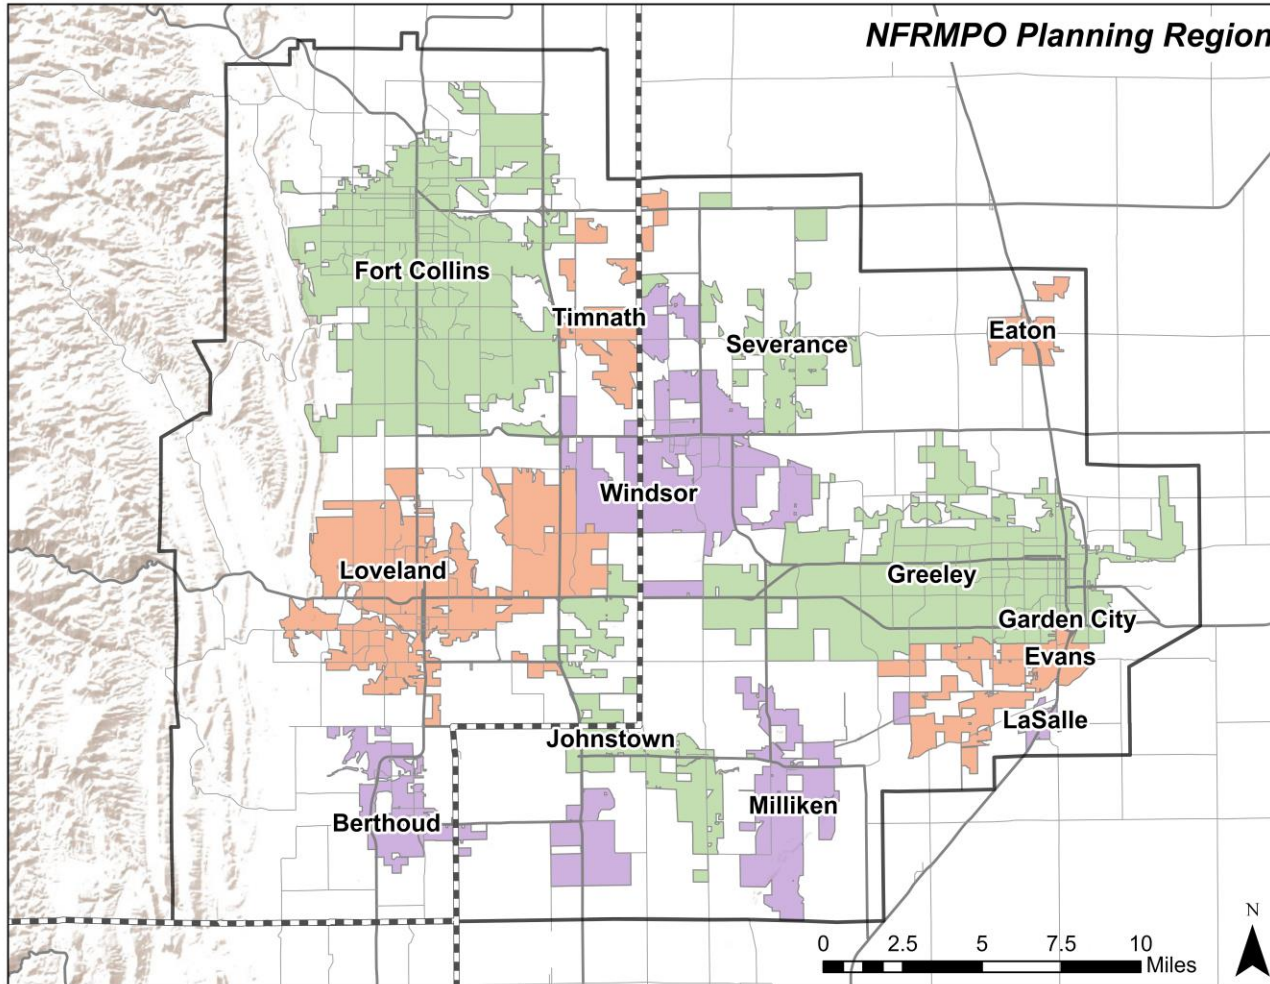 NFRMPO Planning Region
Fort Collins
Timnath
Eaton
Severance
Windsor
Loveland
Greeley
Garden City
Evans
LaSalle
Johnstown
Milliken
Berthoud
N
0 2.5 5 7.5 10
Miles